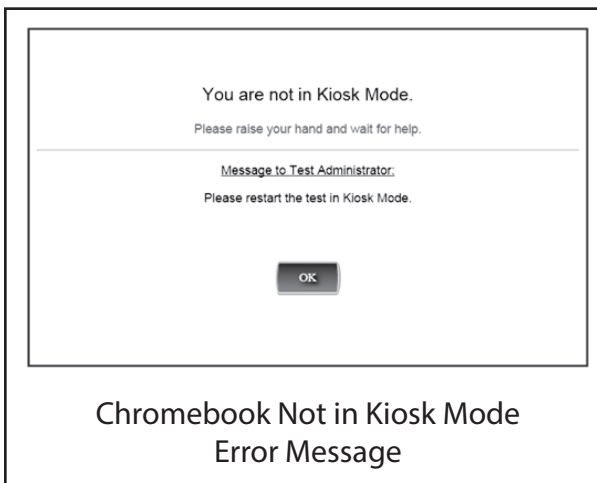 You are not in Kiosk Mode.
Please raise your hand and wait for help.
Message to Test Administrator:
Please restart the test in Kiosk Mode.
OK
Chromebook Not in Kiosk Mode
Error Message